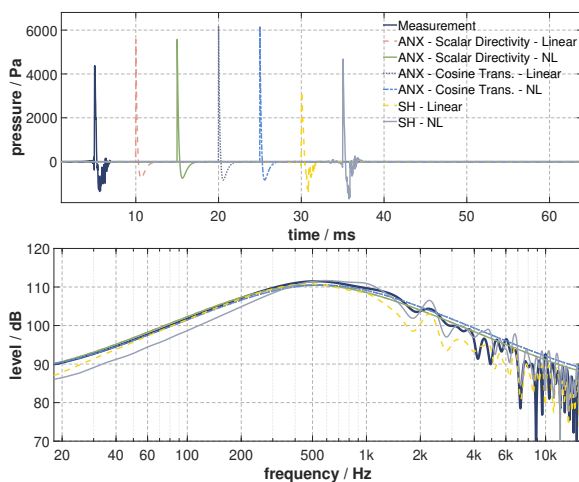 6000
4000
2000
0
pressure / Pa
10
20
30
40
50
60
time / ms
Measurement
ANX - Scalar Directivity - Linear
ANX - Scalar Directivity - NL
ANX - Cosine Trans. - Linear
ANX - Cosine Trans. - NL
SH - Linear
SH - NL
120
110
100
90
80
70
level / dB
20
40
60
100
200
500
1k
2k
4k
6k
10k
frequency / Hz